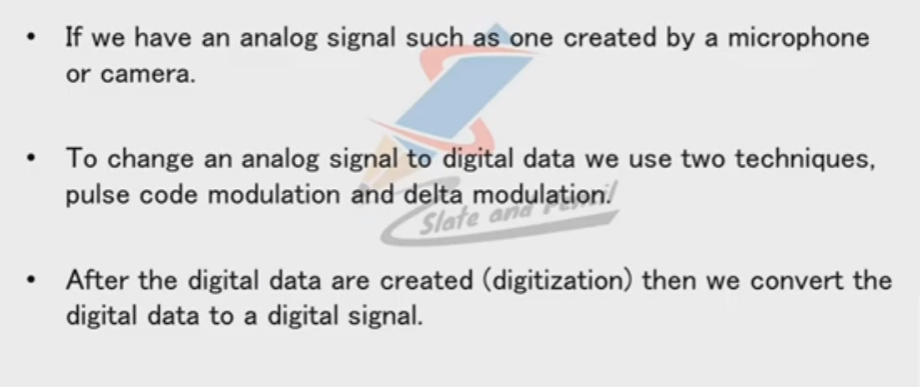 • If we have an analog signal such as one created by a microphone
or camera.
• To change an analog signal to digital data we use two techniques,
pulse code modulation and delta modulation.
Slate and Pencil
• After the digital data are created (digitization) then we convert the
digital data to a digital signal.